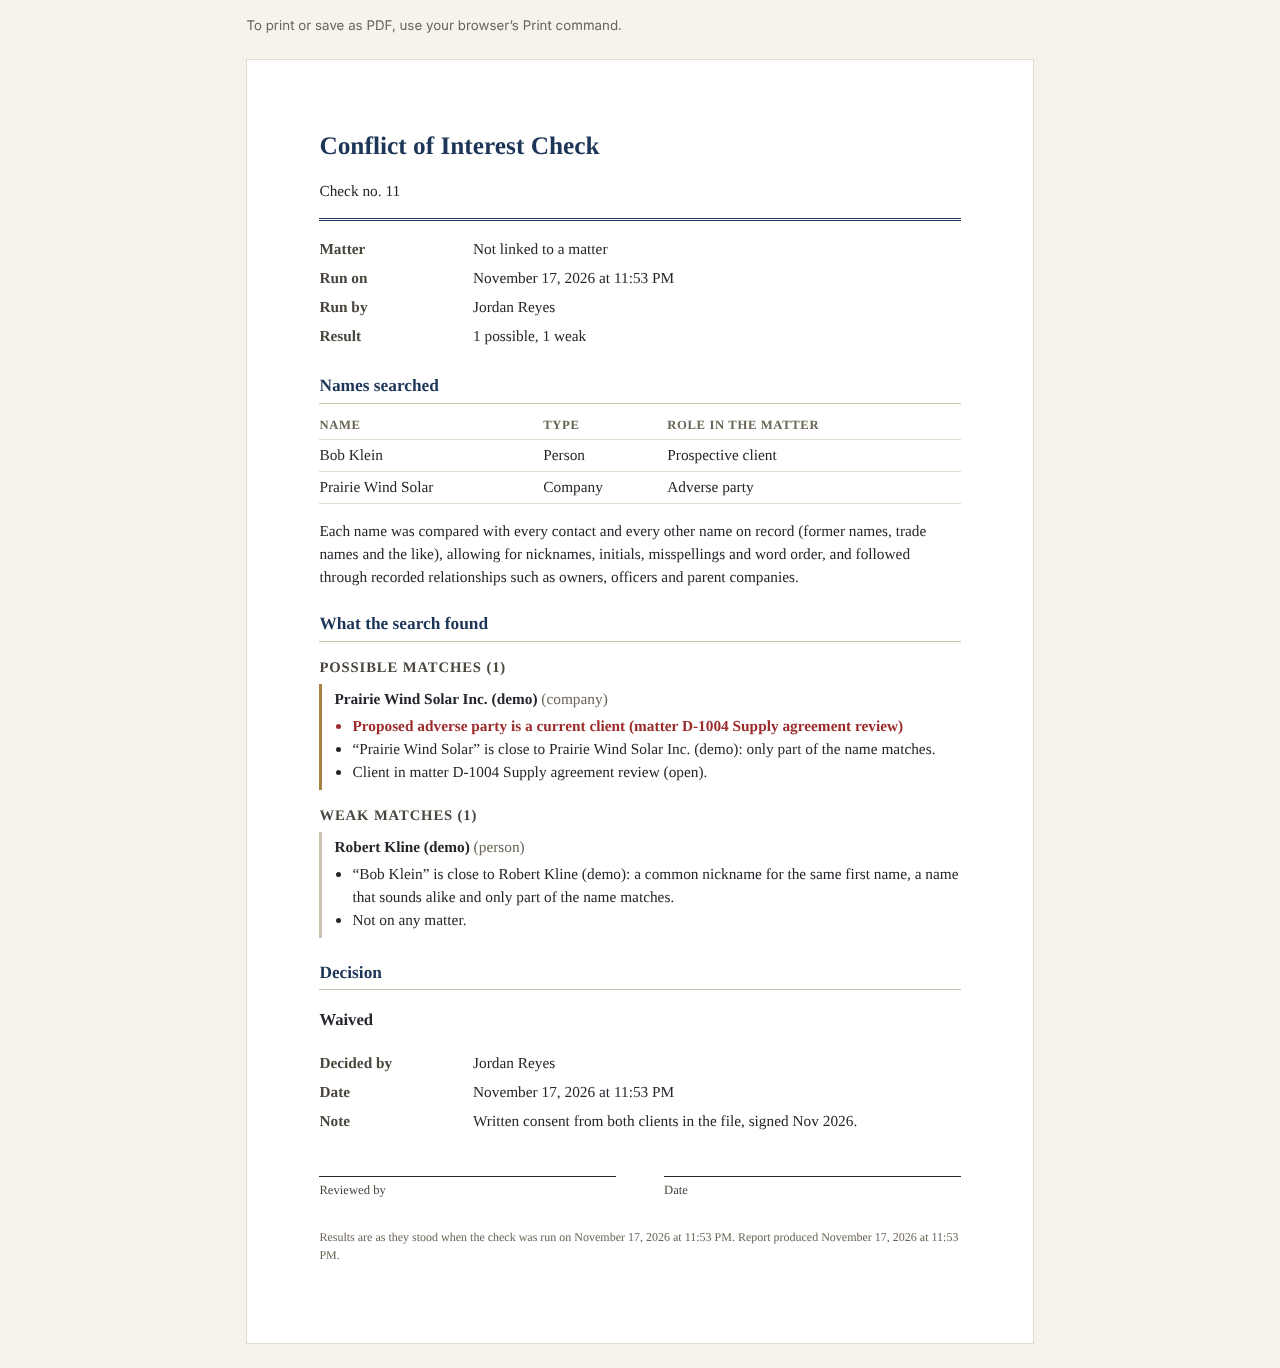 To print or save as PDF, use your browser’s Print command.
Conflict of Interest Check
Check no. 11
Matter Not linked to a matter
Run on November 17, 2026 at 11:53 PM
Run by Jordan Reyes
Result 1 possible, 1 weak
Names searched
NAME TYPE ROLE IN THE MATTER
Bob Klein Person Prospective client
Prairie Wind Solar Company Adverse party
Each name was compared with every contact and every other name on record (former names, trade
names and the like), allowing for nicknames, initials, misspellings and word order, and followed
through recorded relationships such as owners, officers and parent companies.
What the search found
POSSIBLE MATCHES (1)
Prairie Wind Solar Inc. (demo) (company)
• Proposed adverse party is a current client (matter D-1004 Supply agreement review)
• “Prairie Wind Solar” is close to Prairie Wind Solar Inc. (demo): only part of the name matches.
• Client in matter D-1004 Supply agreement review (open).
WEAK MATCHES (1)
Robert Kline (demo) (person)
• “Bob Klein” is close to Robert Kline (demo): a common nickname for the same first name, a name
that sounds alike and only part of the name matches.
• Not on any matter.
Decision
Waived
Decided by Jordan Reyes
Date November 17, 2026 at 11:53 PM
Note Written consent from both clients in the file, signed Nov 2026.
Reviewed by Date
Results are as they stood when the check was run on November 17, 2026 at 11:53 PM. Report produced November 17, 2026 at 11:53
PM.